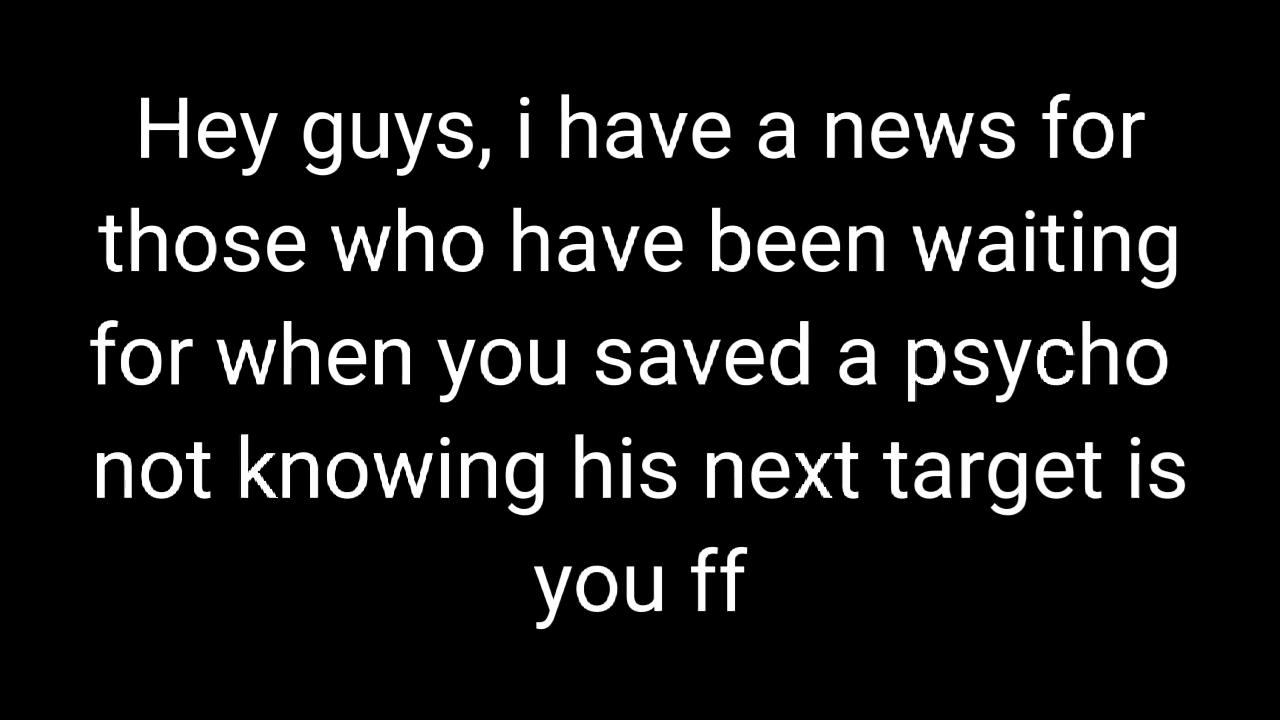 Hey guys, i have a news for
those who have been waiting
for when you saved a psycho
not knowing his next target is
you ff